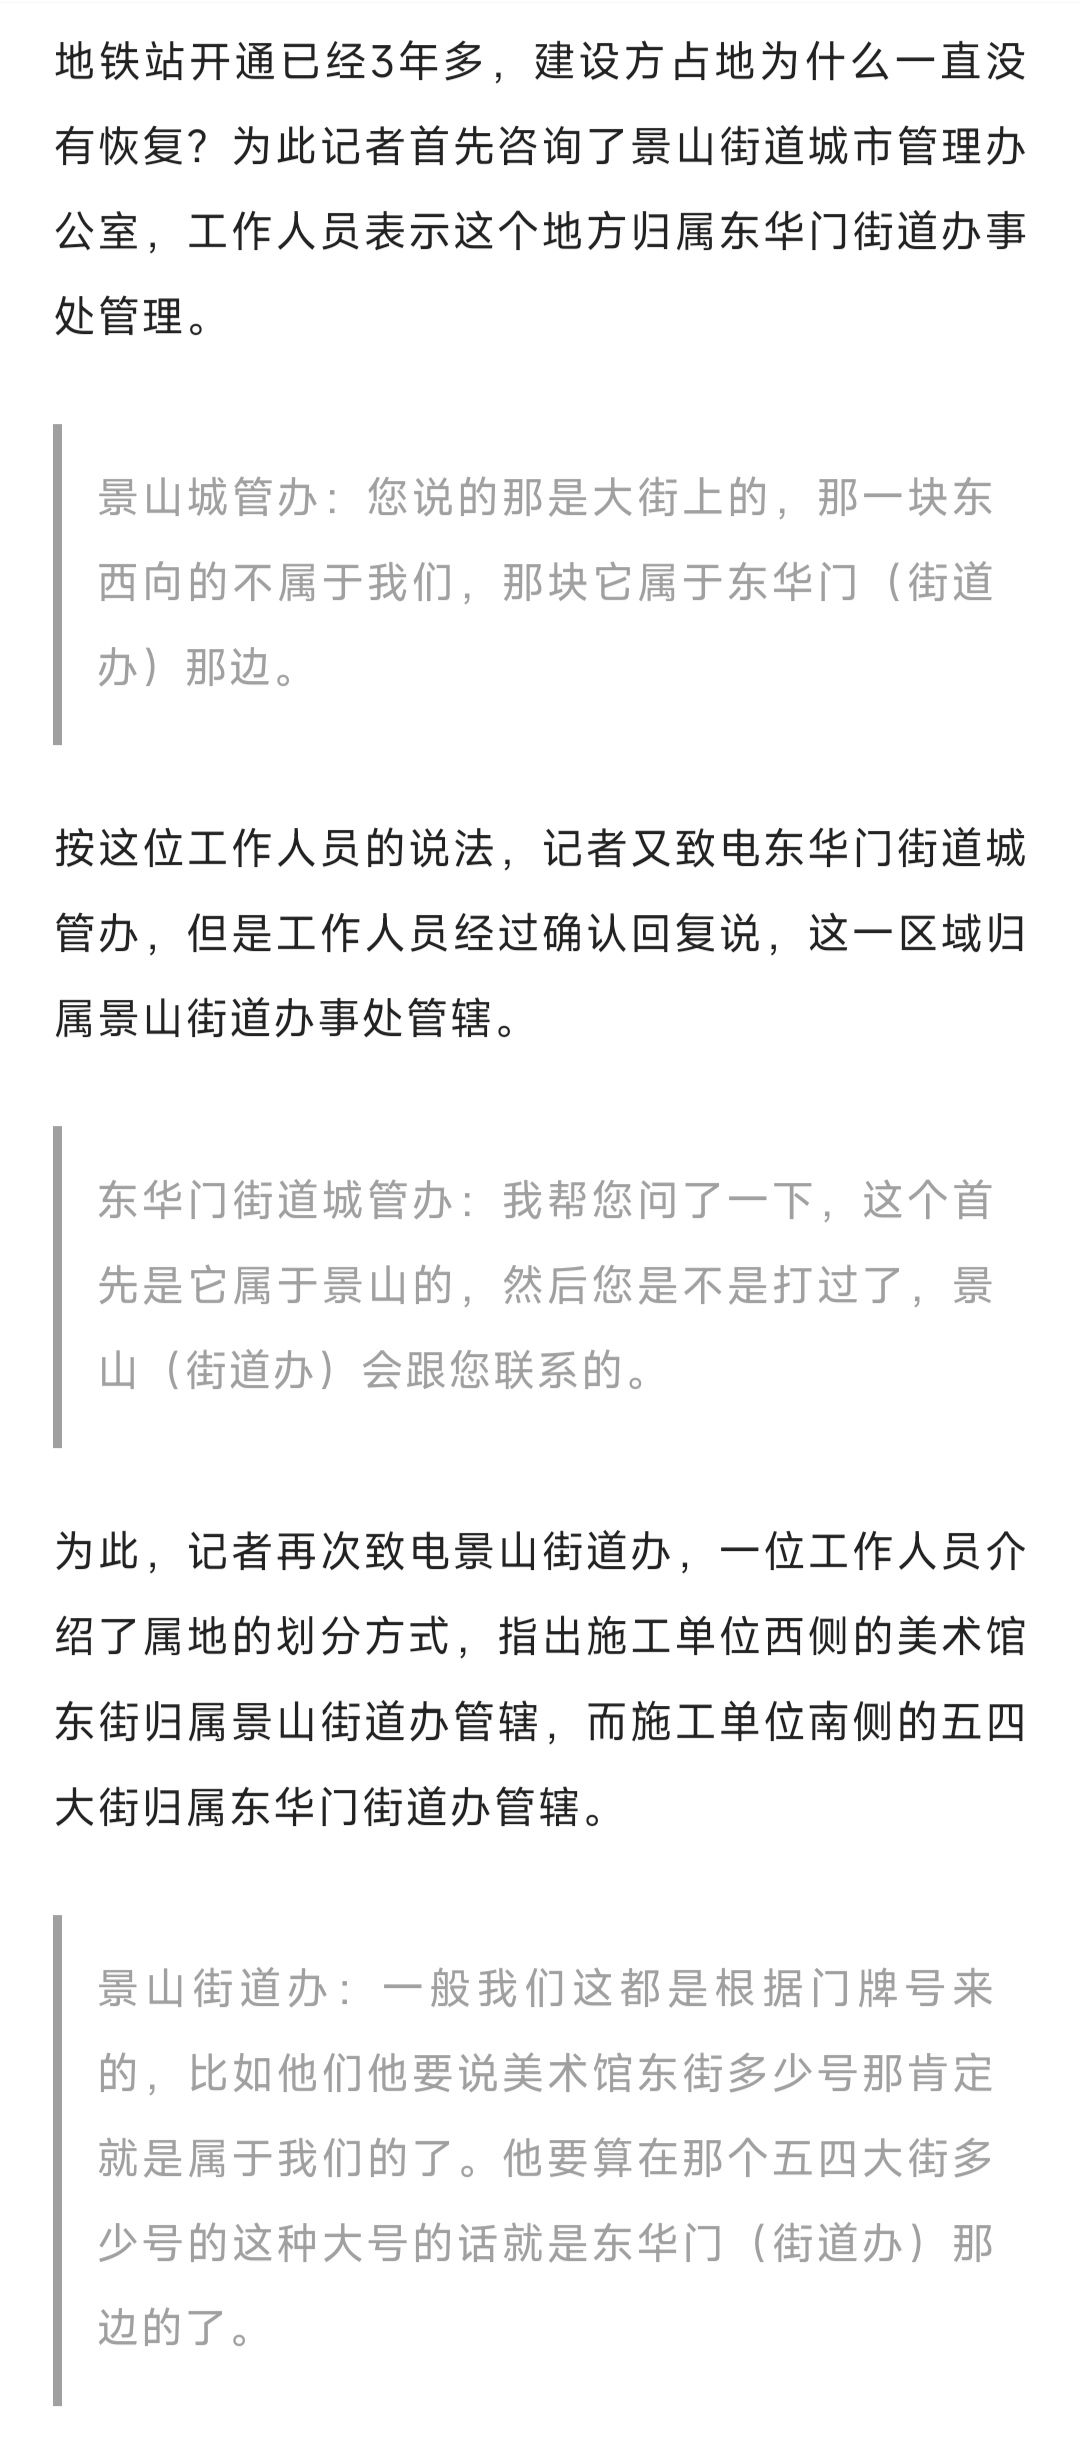 地铁站开通已经3年多，建设方占地为什么一直没
有恢复？为此记者首先咨询了景山街道城市管理办
公室，工作人员表示这个地方归属东华门街道办事
处管理。
景山城管办：您说的那是大街上的，那一块东
西向的不属于我们，那块它属于东华门（街道
办）那边。
按这位工作人员的说法，记者又致电东华门街道城
管办，但是工作人员经过确认回复说，这一区域归
属景山街道办事处管辖。
东华门街道城管办：我帮您问了一下，这个首
先是它属于景山的，然后您是不是打过了，景
山（街道办）会跟您联系的。
为此，记者再次致电景山街道办，一位工作人员介
绍了属地的划分方式，指出施工单位西侧的美术馆
东街归属景山街道办管辖，而施工单位南侧的五四
大街归属东华门街道办管辖。
景山街道办：一般我们这都是根据门牌号来
的，比如他们他要说美术馆东街多少号那肯定
就是属于我们的了。他要算在那个五四大街多
少号的这种大号的话就是东华门（街道办）那
边的了。